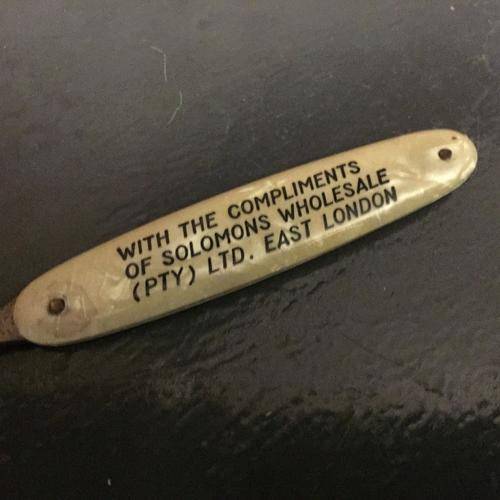 WITH THE COMPLIMENTS
OF SOLOMONS WHOLESALE
(PTY) LTD. EAST LONDON